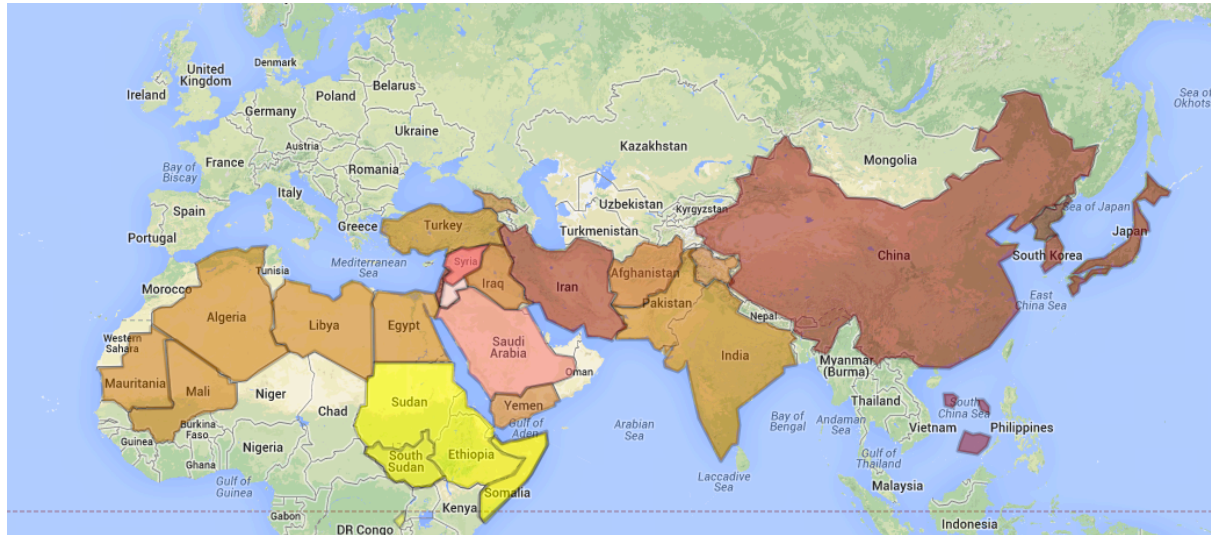 Denmark
United
Kingdom
Ireland
Belarus
Poland
Germany
Ukraine
Austria
France
Romania
Bay of
Biscay
Italy
Spain
Portugal
Greece
Kazakhstan
Mongolia
Sea of
Okhotsk
Uzbekistan
Kyrgyzstan
Turkmenistan
Turkey
Sea of Japan
Japan
South Korea
China
Mediterranean
Sea
Tunisia
Syria
Iraq
Iran
Afghanistan
Pakistan
Morocco
Algeria
Libya
Egypt
Western
Sahara
Saudi
Arabia
Oman
Nepal
India
East
China Sea
Myanmar
(Burma)
Mauritania
Mali
Niger
Chad
Sudan
Yemen
Gulf of
Aden
Arabian
Sea
Bay of
Bengal
Andaman
Sea
Thailand
South
China Sea
Vietnam
Philippines
Guinea
Burkina
Faso
Nigeria
Ghana
South
Sudan
Ethiopia
Somalia
Gulf of
Guinea
Gulf of
Thailand
Laccadive
Sea
Malaysia
Gabon
Kenya
DR Congo
Indonesia